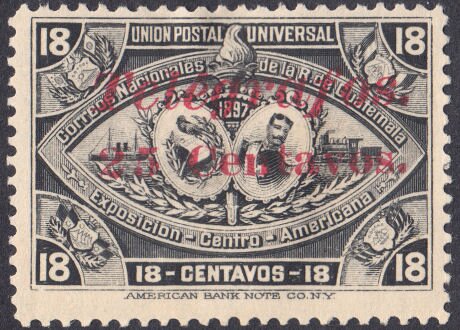 18 UNION POSTAL UNIVERSAL 18
Correos Nacionales de la R. de Guatemala
Telégrafos.
1897
25 Centavos.
Exposicion - Centro - Americana
18 18 - CENTAVOS - 18 18
AMERICAN BANK NOTE CO. N.Y.